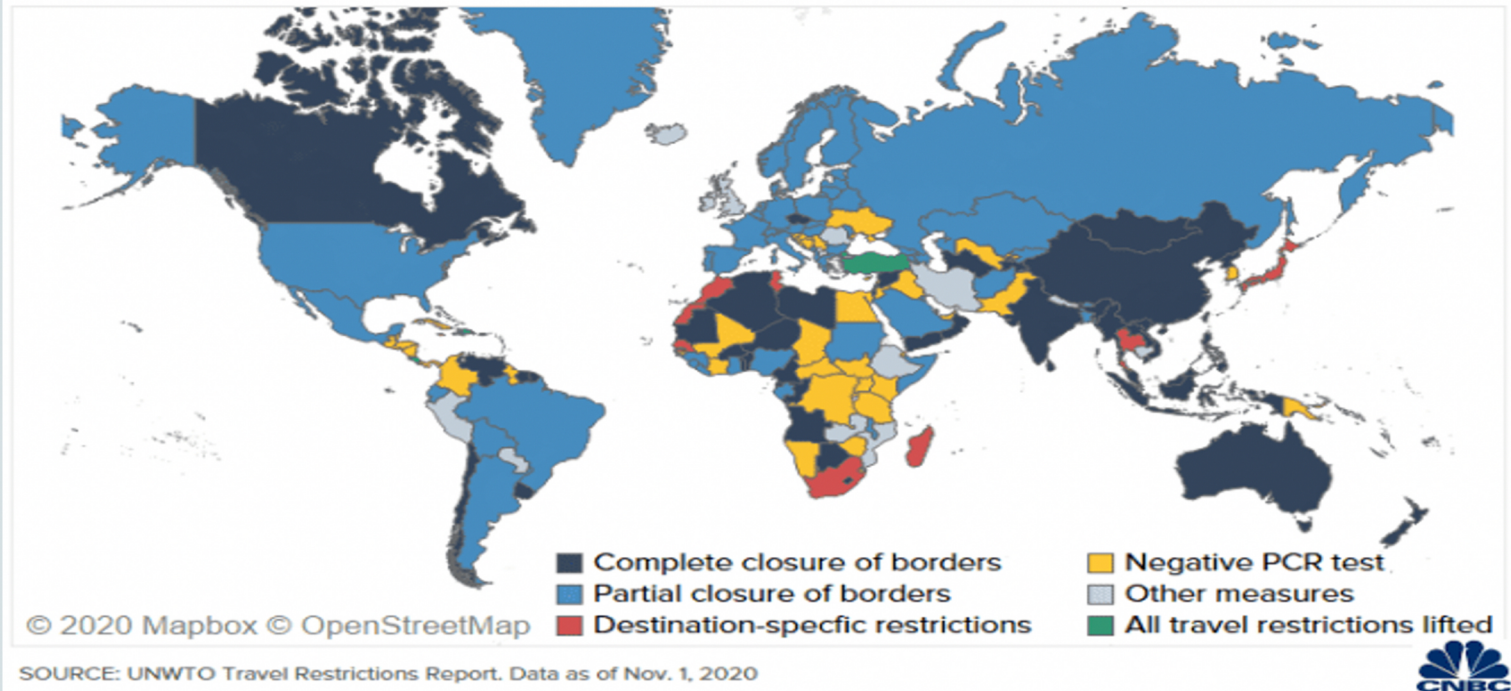 Complete closure of borders
Partial closure of borders
Destination-specfic restrictions
Negative PCR test
Other measures
All travel restrictions lifted
© 2020 Mapbox © OpenStreetMap
SOURCE: UNWTO Travel Restrictions Report. Data as of Nov. 1, 2020
CNBC